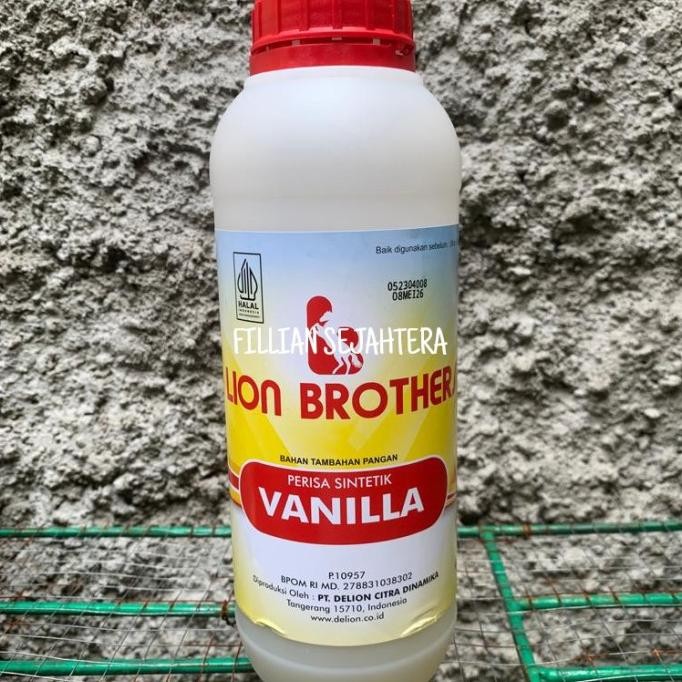 Baik digunakan sebelum :
052304008
08MEI26
HALAL
INDONESIA
FILLIAN SEJAHTERA
LION BROTHERS
BAHAN TAMBAHAN PANGAN
PERISA SINTETIK
VANILLA
P.10957
BPOM RI MD. 278831038302
Diproduksi Oleh : PT. DELION CITRA DINAMIKA
Tangerang 15710, Indonesia
www.delion.co.id